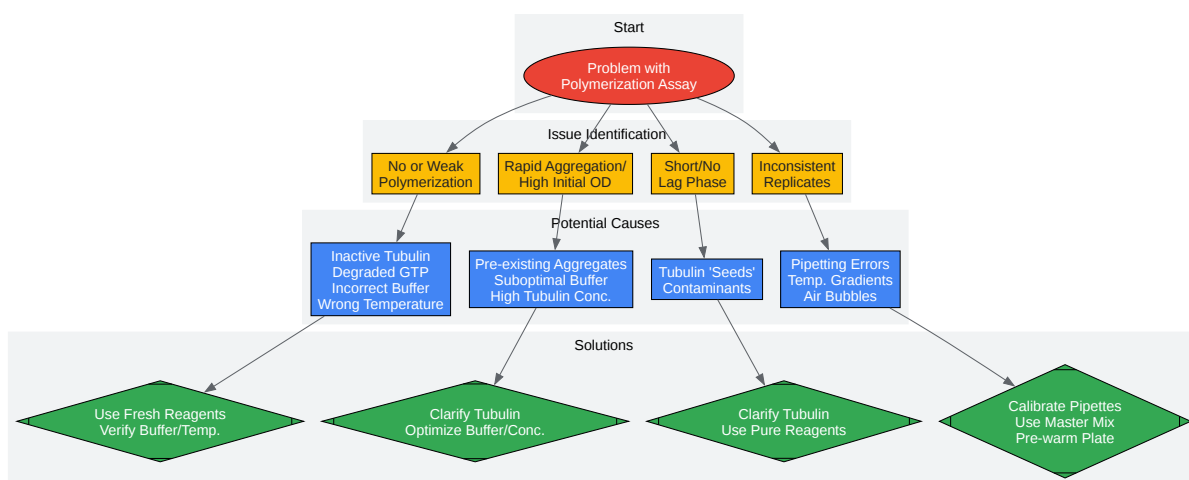 Start
Problem with
Polymerization Assay
Issue Identification
No or Weak
Polymerization
Rapid Aggregation/
High Initial OD
Short/No
Lag Phase
Inconsistent
Replicates
Potential Causes
Inactive Tubulin
Degraded GTP
Incorrect Buffer
Wrong Temperature
Pre-existing Aggregates
Suboptimal Buffer
High Tubulin Conc.
Tubulin 'Seeds'
Contaminants
Pipetting Errors
Temp. Gradients
Air Bubbles
Solutions
Use Fresh Reagents
Verify Buffer/Temp.
Clarify Tubulin
Optimize Buffer/Conc.
Clarify Tubulin
Use Pure Reagents
Calibrate Pipettes
Use Master Mix
Pre-warm Plate